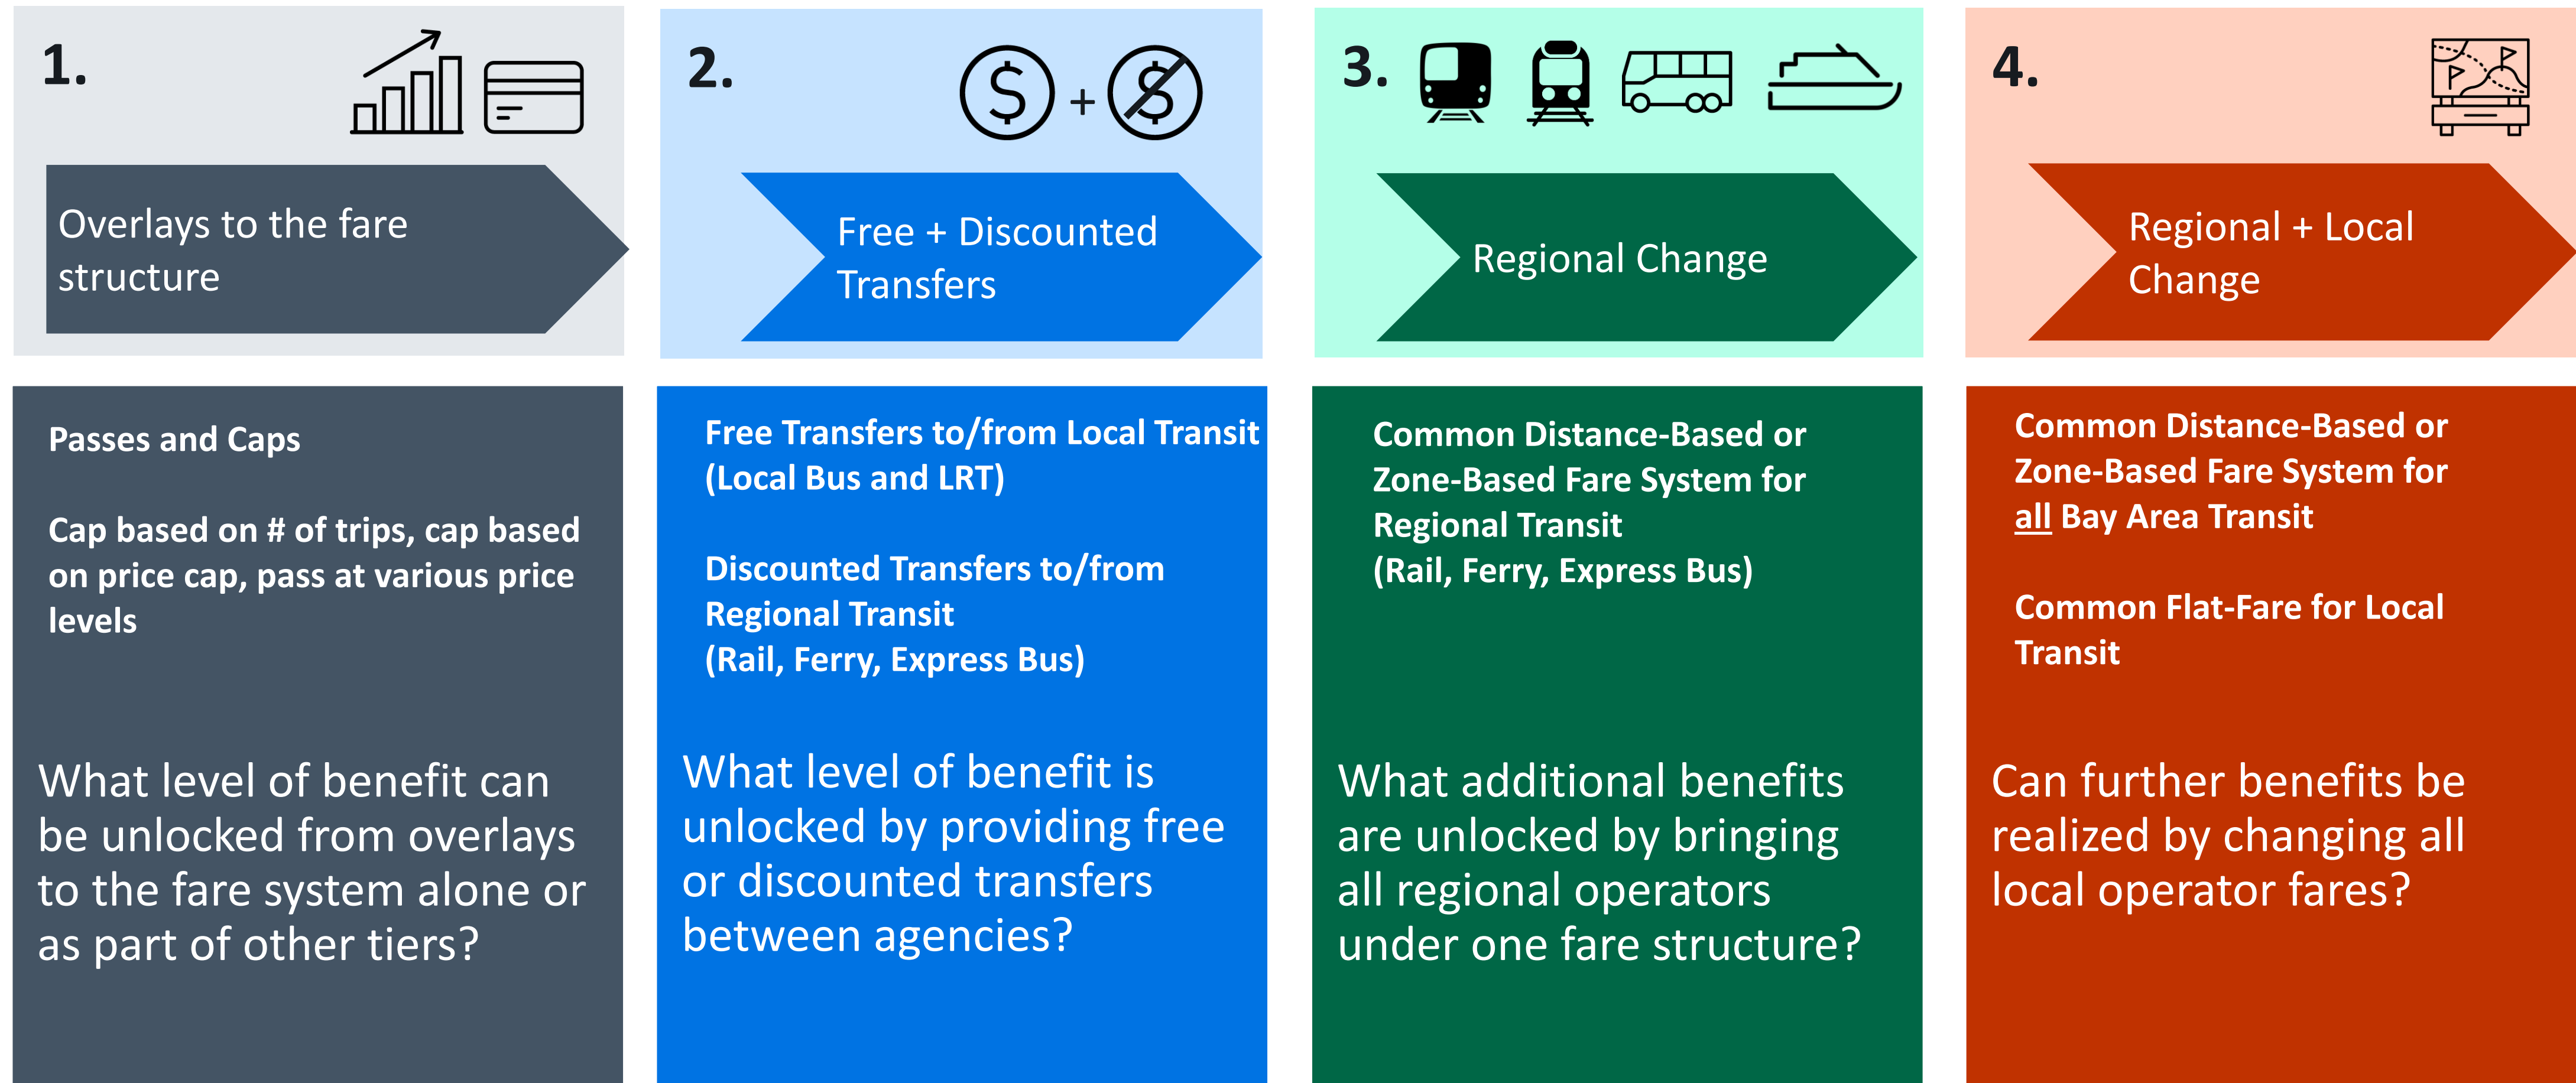 1.
Overlays to the fare
structure
Passes and Caps
Cap based on # of trips, cap based
on price cap, pass at various price
levels
What level of benefit can
be unlocked from overlays
to the fare system alone or
as part of other tiers?
2.
$ + $
Free + Discounted
Transfers
Free Transfers to/from Local Transit
(Local Bus and LRT)
Discounted Transfers to/from
Regional Transit
(Rail, Ferry, Express Bus)
What level of benefit is
unlocked by providing free
or discounted transfers
between agencies?
3.
Regional Change
Common Distance-Based or
Zone-Based Fare System for
Regional Transit
(Rail, Ferry, Express Bus)
What additional benefits
are unlocked by bringing
all regional operators
under one fare structure?
4.
Regional + Local
Change
Common Distance-Based or
Zone-Based Fare System for
all Bay Area Transit
Common Flat-Fare for Local
Transit
Can further benefits be
realized by changing all
local operator fares?